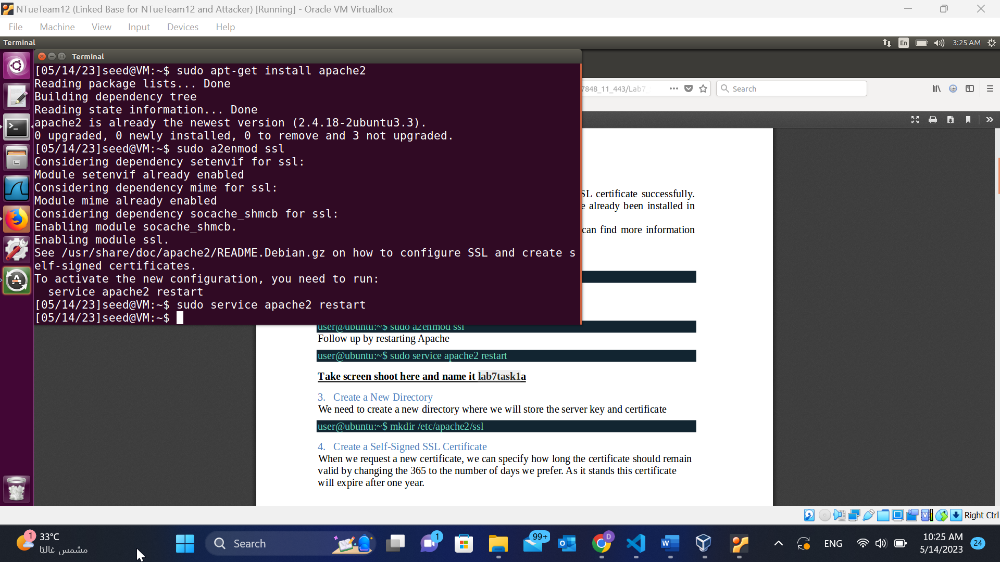 NTueTeam12 (Linked Base for NTueTeam12 and Attacker) [Running] - Oracle VM VirtualBox
File Machine View Input Devices Help
Terminal
En 3:25 AM
Terminal
[05/14/23]seed@VM:~$ sudo apt-get install apache2
Reading package lists... Done
Building dependency tree
Reading state information... Done
apache2 is already the newest version (2.4.18-2ubuntu3.3).
0 upgraded, 0 newly installed, 0 to remove and 3 not upgraded.
[05/14/23]seed@VM:~$ sudo a2enmod ssl
Considering dependency setenvif for ssl:
Module setenvif already enabled
Considering dependency mime for ssl:
Module mime already enabled
Considering dependency socache_shmcb for ssl:
Enabling module socache_shmcb.
Enabling module ssl.
See /usr/share/doc/apache2/README.Debian.gz on how to configure SSL and create s
elf-signed certificates.
To activate the new configuration, you need to run:
  service apache2 restart
[05/14/23]seed@VM:~$ sudo service apache2 restart
[05/14/23]seed@VM:~$
7848_11_443/Lab7_
Search
SL certificate successfully.
e already been installed in
can find more information
user@ubuntu:~$ sudo a2enmod ssl
Follow up by restarting Apache
user@ubuntu:~$ sudo service apache2 restart
Take screen shoot here and name it lab7task1a
3. Create a New Directory
We need to create a new directory where we will store the server key and certificate
user@ubuntu:~$ mkdir /etc/apache2/ssl
4. Create a Self-Signed SSL Certificate
When we request a new certificate, we can specify how long the certificate should remain
valid by changing the 365 to the number of days we prefer. As it stands this certificate
will expire after one year.
Right Ctrl
1
33°C
مشمس غالبًا
Search
1
99+
D
ENG
10:25 AM
5/14/2023
24